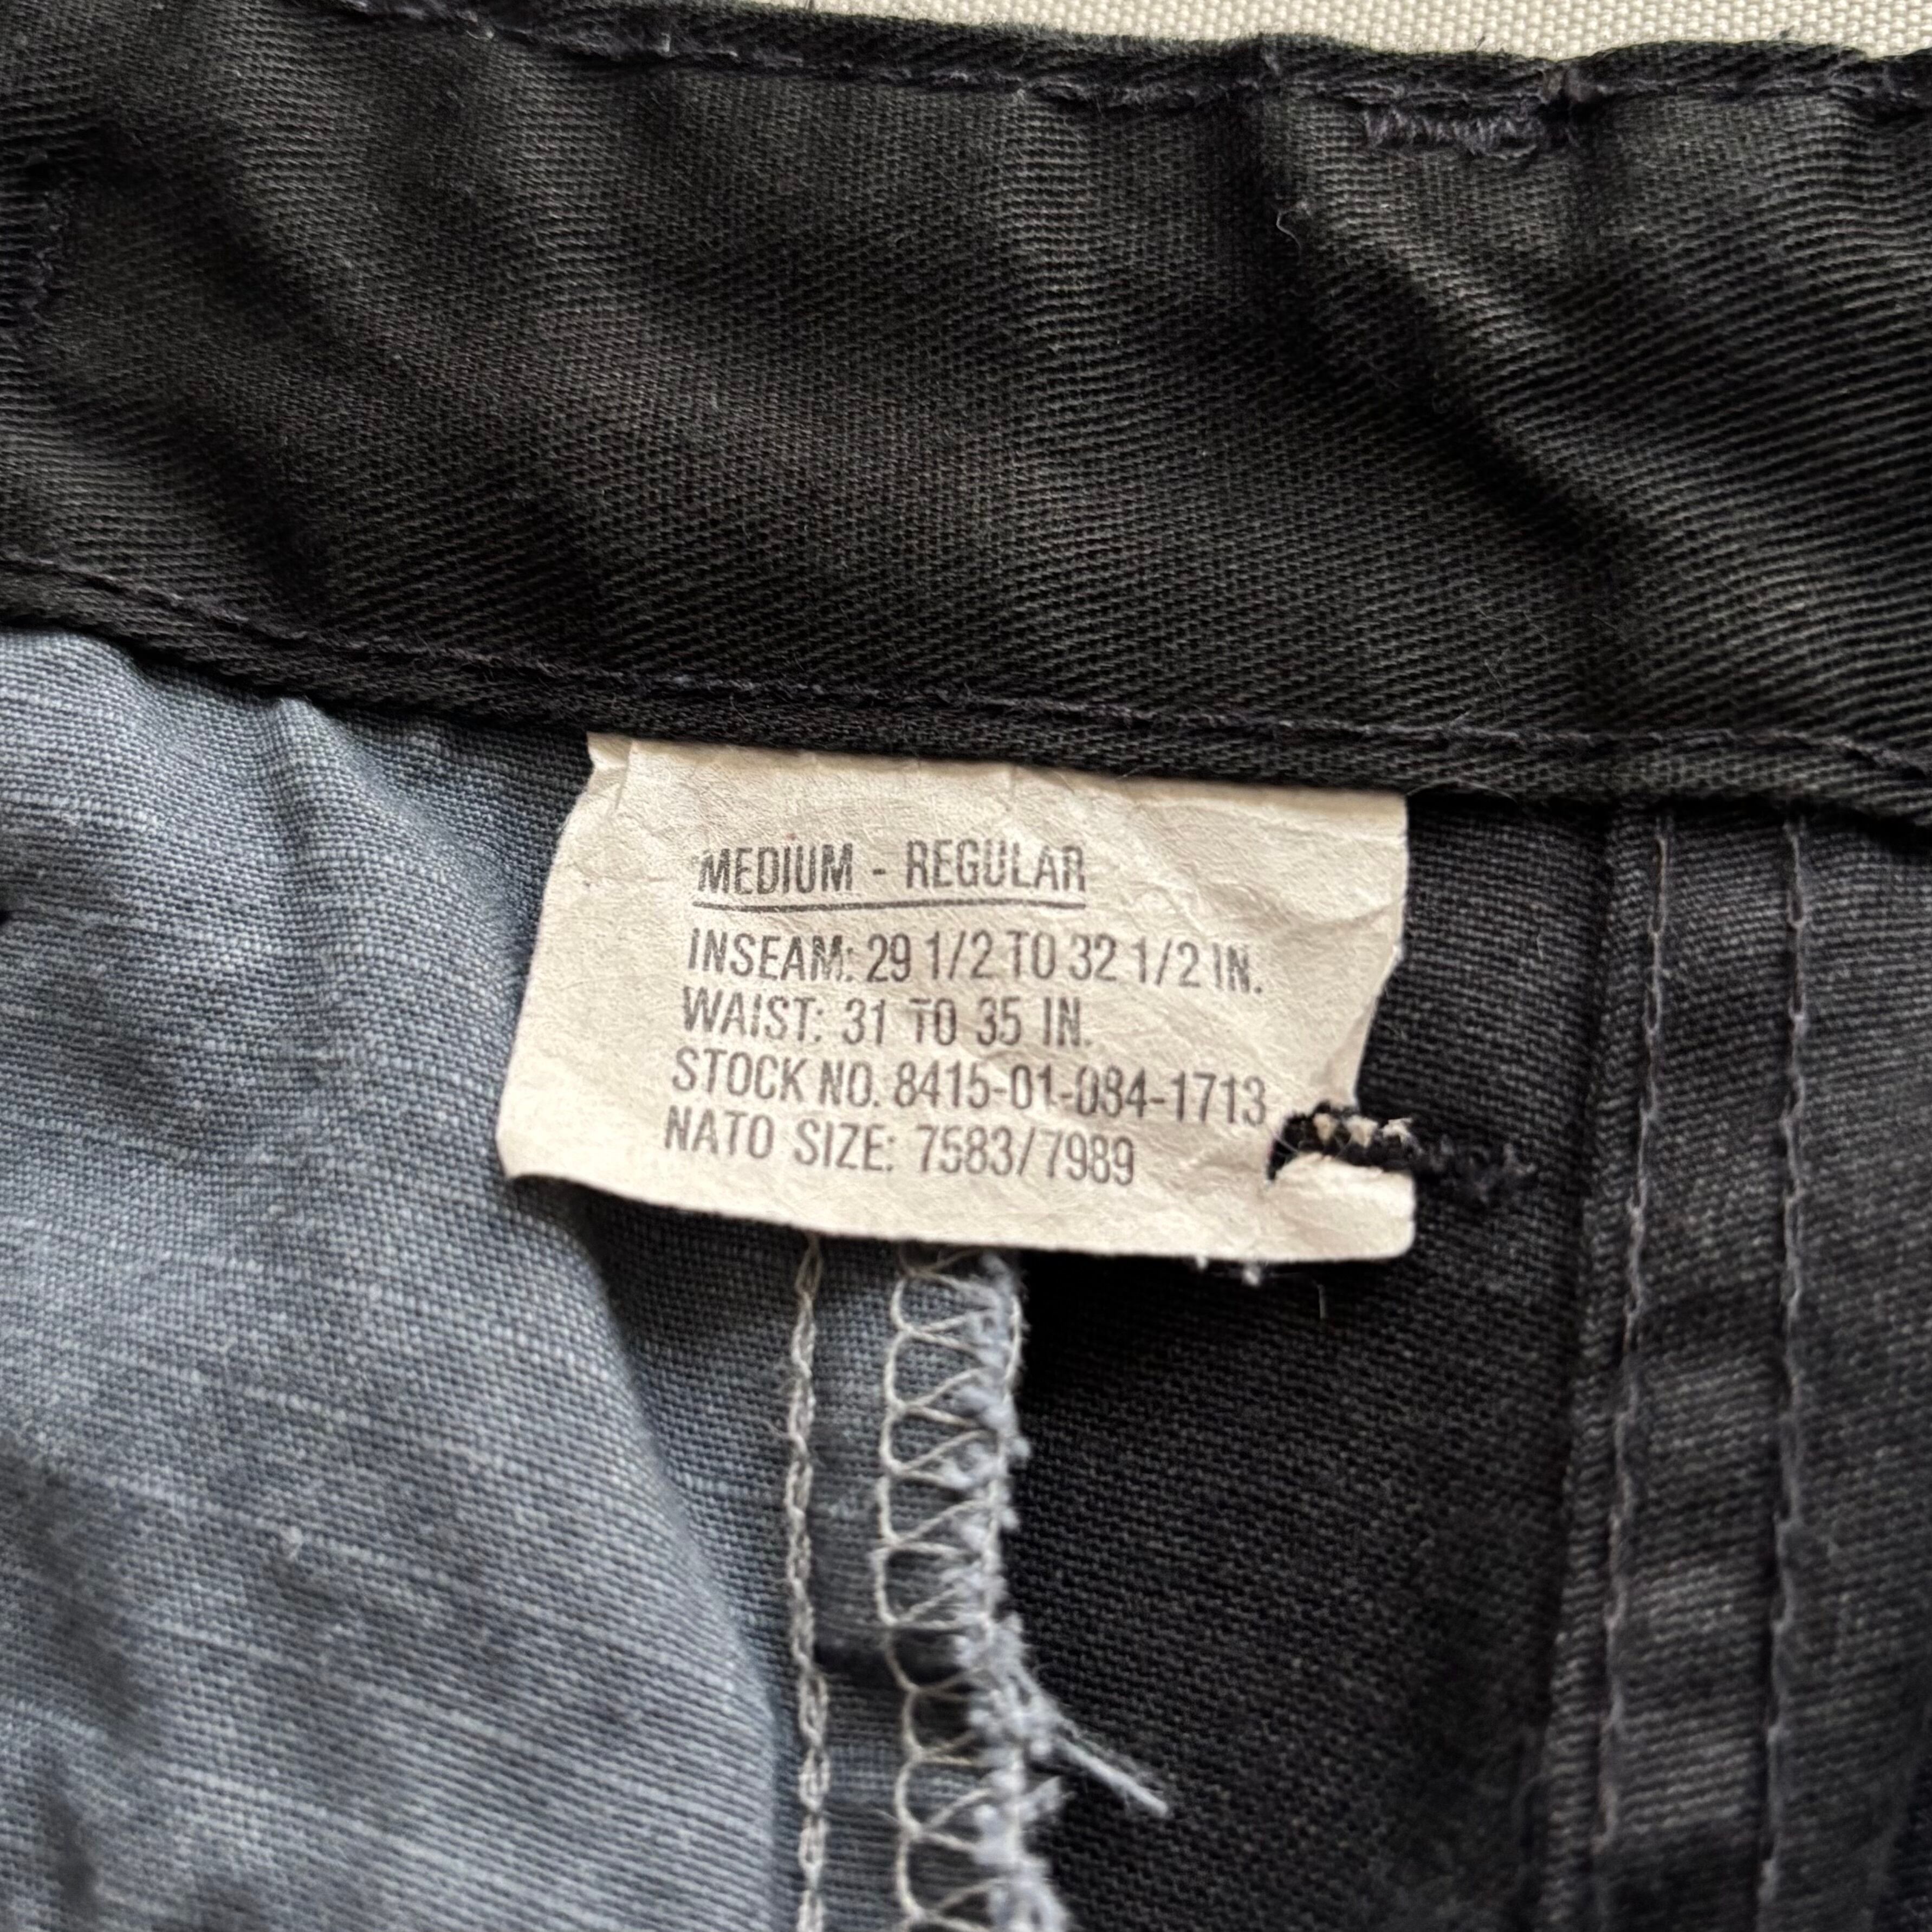 MEDIUM - REGULAR
INSEAM: 29 1/2 TO 32 1/2 IN.
WAIST: 31 TO 35 IN.
STOCK NO. 8415-01-084-1713
NATO SIZE: 7583/7989